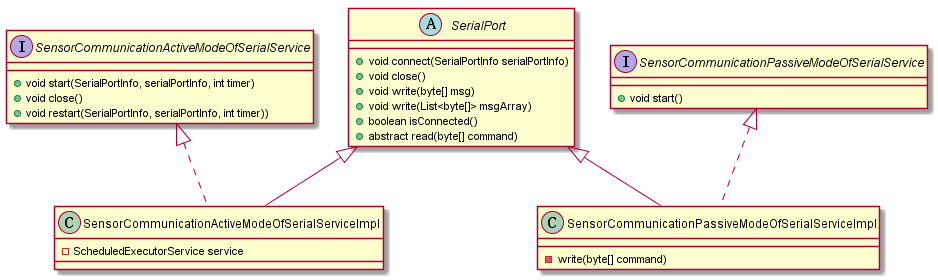 I SensorCommunicationActiveModeOfSerialService
void start(SerialPortInfo, serialPortInfo, int timer)
void close()
void restart(SerialPortInfo, serialPortInfo, int timer))
A SerialPort
void connect(SerialPortInfo serialPortInfo)
void close()
void write(byte[] msg)
void write(List<byte[]> msgArray)
boolean isConnected()
abstract read(byte[] command)
I SensorCommunicationPassiveModeOfSerialService
void start()
C SensorCommunicationActiveModeOfSerialServiceImpl
ScheduledExecutorService service
C SensorCommunicationPassiveModeOfSerialServiceImpl
write(byte[] command)